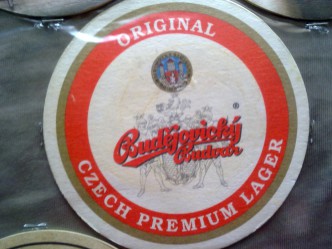 ORIGINAL
Budějovický
Budvar
®
CZECH PREMIUM LAGER